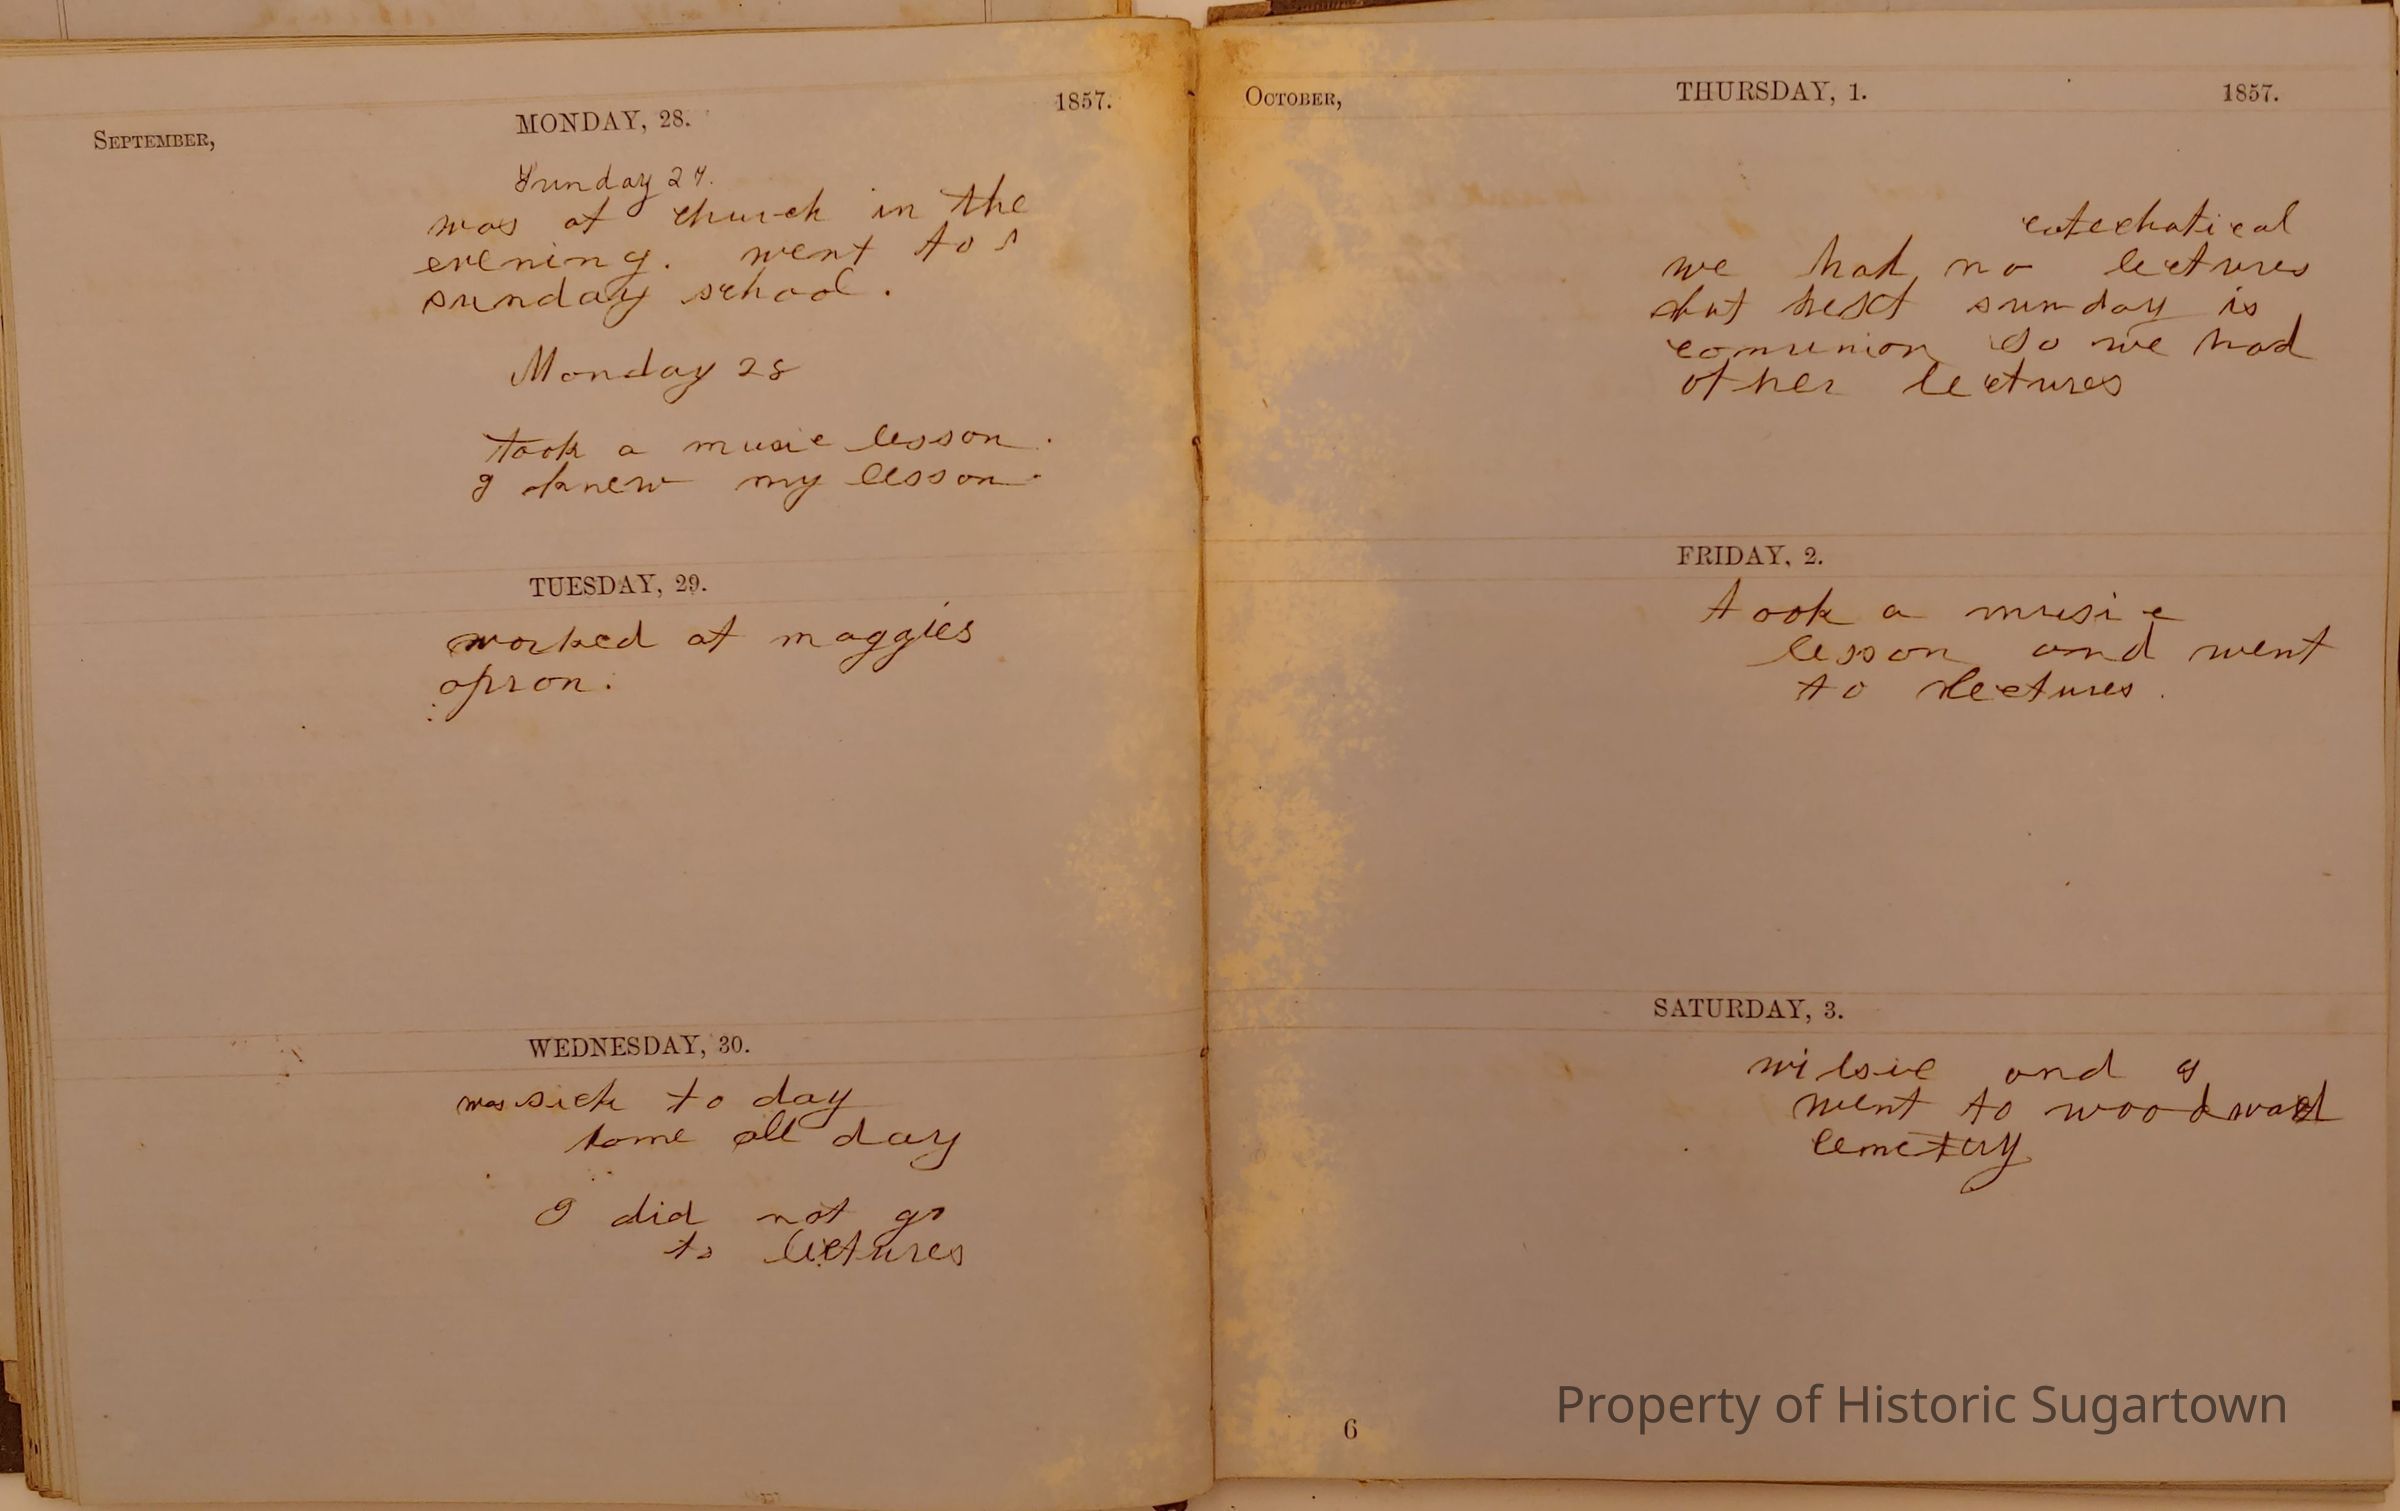 September, MONDAY, 28. 1857.
Sunday 27.
was at church in the
evening. went to s
sunday school.
Monday 28
took a music lesson.
I knew my lesson.
TUESDAY, 29.
worked at maggies
apron.
WEDNESDAY, 30.
was sick to day
home all day
I did not go
to lectures
October, THURSDAY, 1. 1857.
catechatical
we had no lectures
but next sunday is
comunion so we had
other lectures
FRIDAY, 2.
took a music
lesson and went
to lectures.
SATURDAY, 3.
wilsie and I
went to woodward
cemetery
6
Property of Historic Sugartown